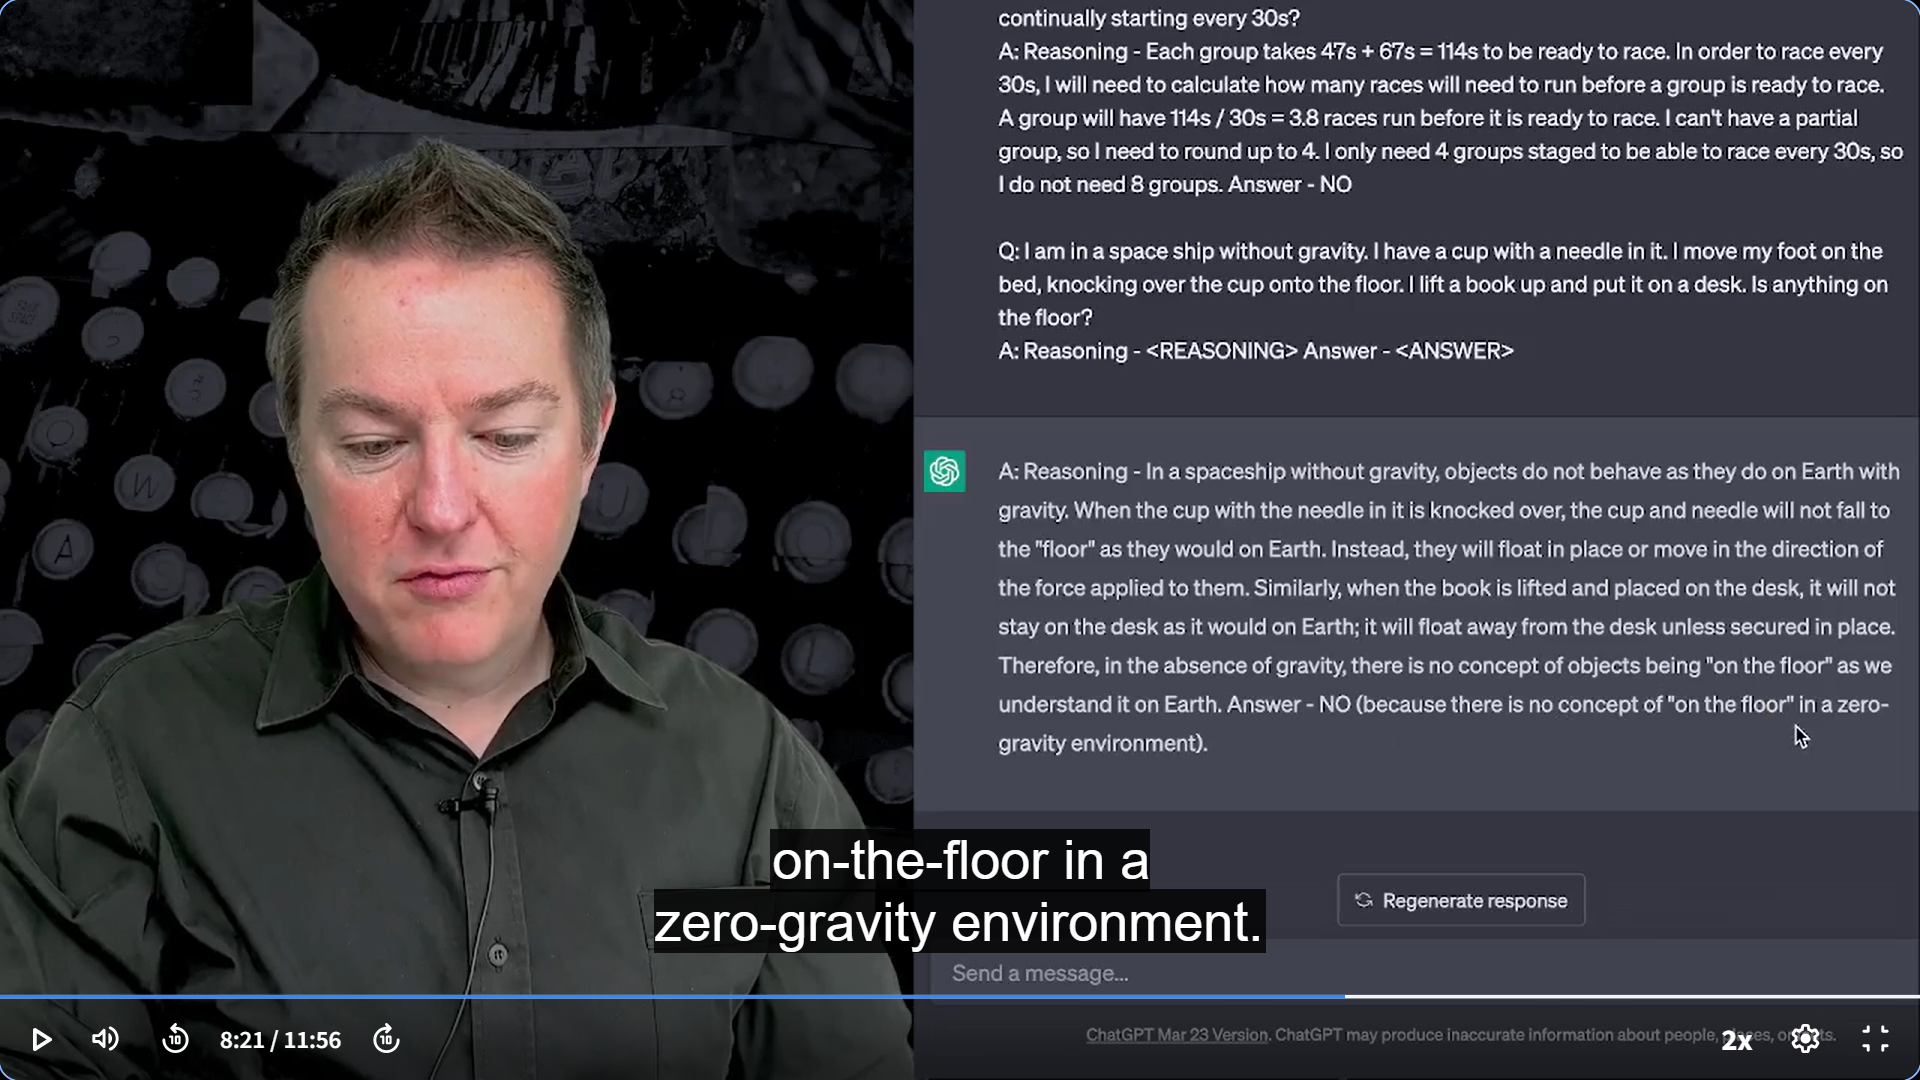 continually starting every 30s?
A: Reasoning - Each group takes 47s + 67s = 114s to be ready to race. In order to race every
30s, I will need to calculate how many races will need to run before a group is ready to race.
A group will have 114s / 30s = 3.8 races run before it is ready to race. I can't have a partial
group, so I need to round up to 4. I only need 4 groups staged to be able to race every 30s, so
I do not need 8 groups. Answer - NO
Q: I am in a space ship without gravity. I have a cup with a needle in it. I move my foot on the
bed, knocking over the cup onto the floor. I lift a book up and put it on a desk. Is anything on
the floor?
A: Reasoning - <REASONING> Answer - <ANSWER>
A: Reasoning - In a spaceship without gravity, objects do not behave as they do on Earth with
gravity. When the cup with the needle in it is knocked over, the cup and needle will not fall to
the "floor" as they would on Earth. Instead, they will float in place or move in the direction of
the force applied to them. Similarly, when the book is lifted and placed on the desk, it will not
stay on the desk as it would on Earth; it will float away from the desk unless secured in place.
Therefore, in the absence of gravity, there is no concept of objects being "on the floor" as we
understand it on Earth. Answer - NO (because there is no concept of "on the floor" in a zero-
gravity environment).
on-the-floor in a
zero-gravity environment.
Regenerate response
Send a message...
8:21 / 11:56
10
10
ChatGPT Mar 23 Version. ChatGPT may produce inaccurate information about people,
2x